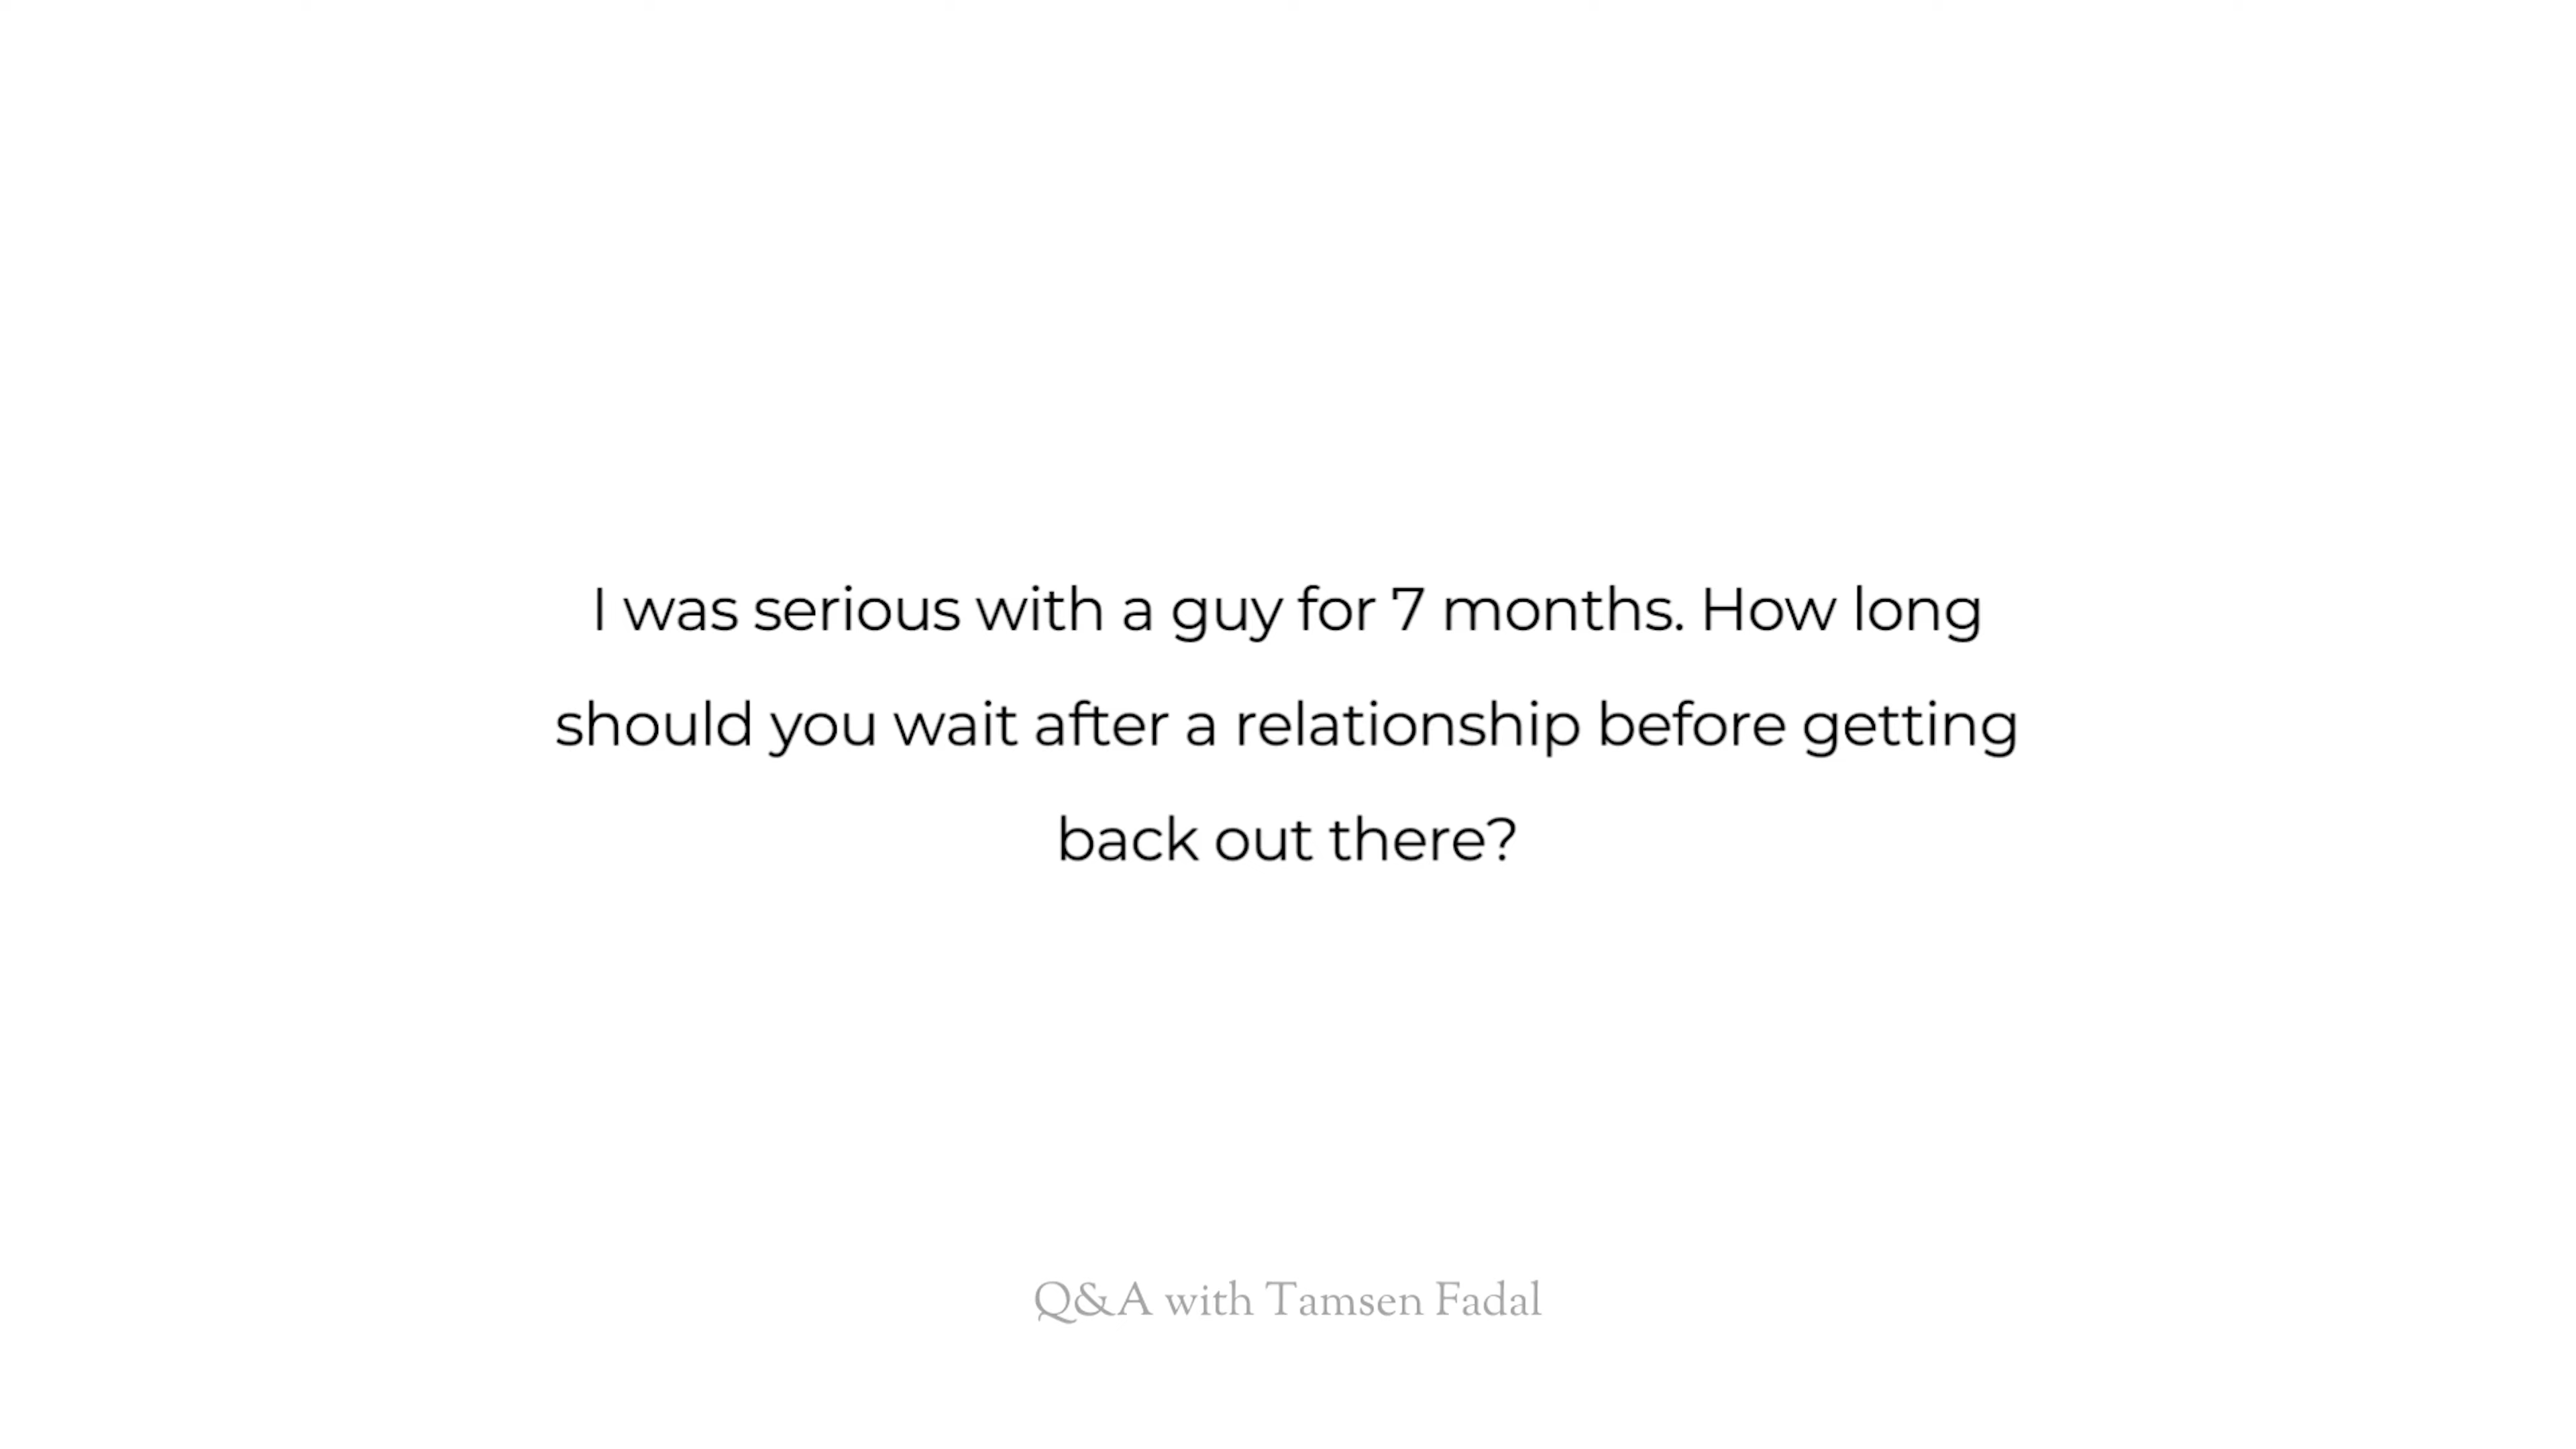 I was serious with a guy for 7 months. How long
should you wait after a relationship before getting
back out there?
Q&A with Tamsen Fadal